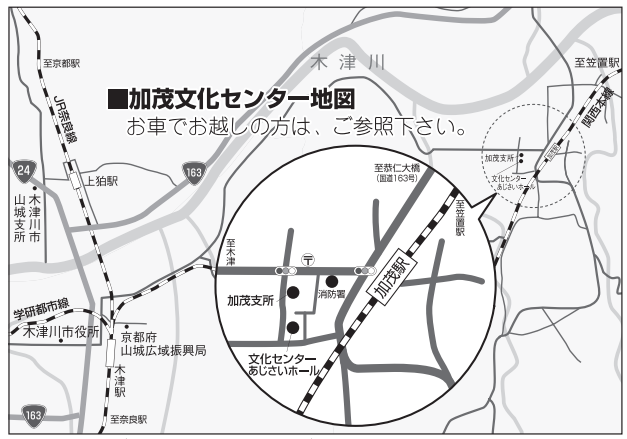 至京都駅
木津川
至笠置駅
■加茂文化センター地図
お車でお越しの方は、ご参照下さい。
JR奈良線
関西本線
24
163
上狛駅
木津川市
山城支所
加茂支所
文化センター
あじさいホール
至恭仁大橋
(国道163号)
至笠置駅
至木津
〒
加茂駅
加茂支所
消防署
文化センター
あじさいホール
学研都市線
木津川市役所
京都府
山城広域振興局
木津駅
163
至奈良駅